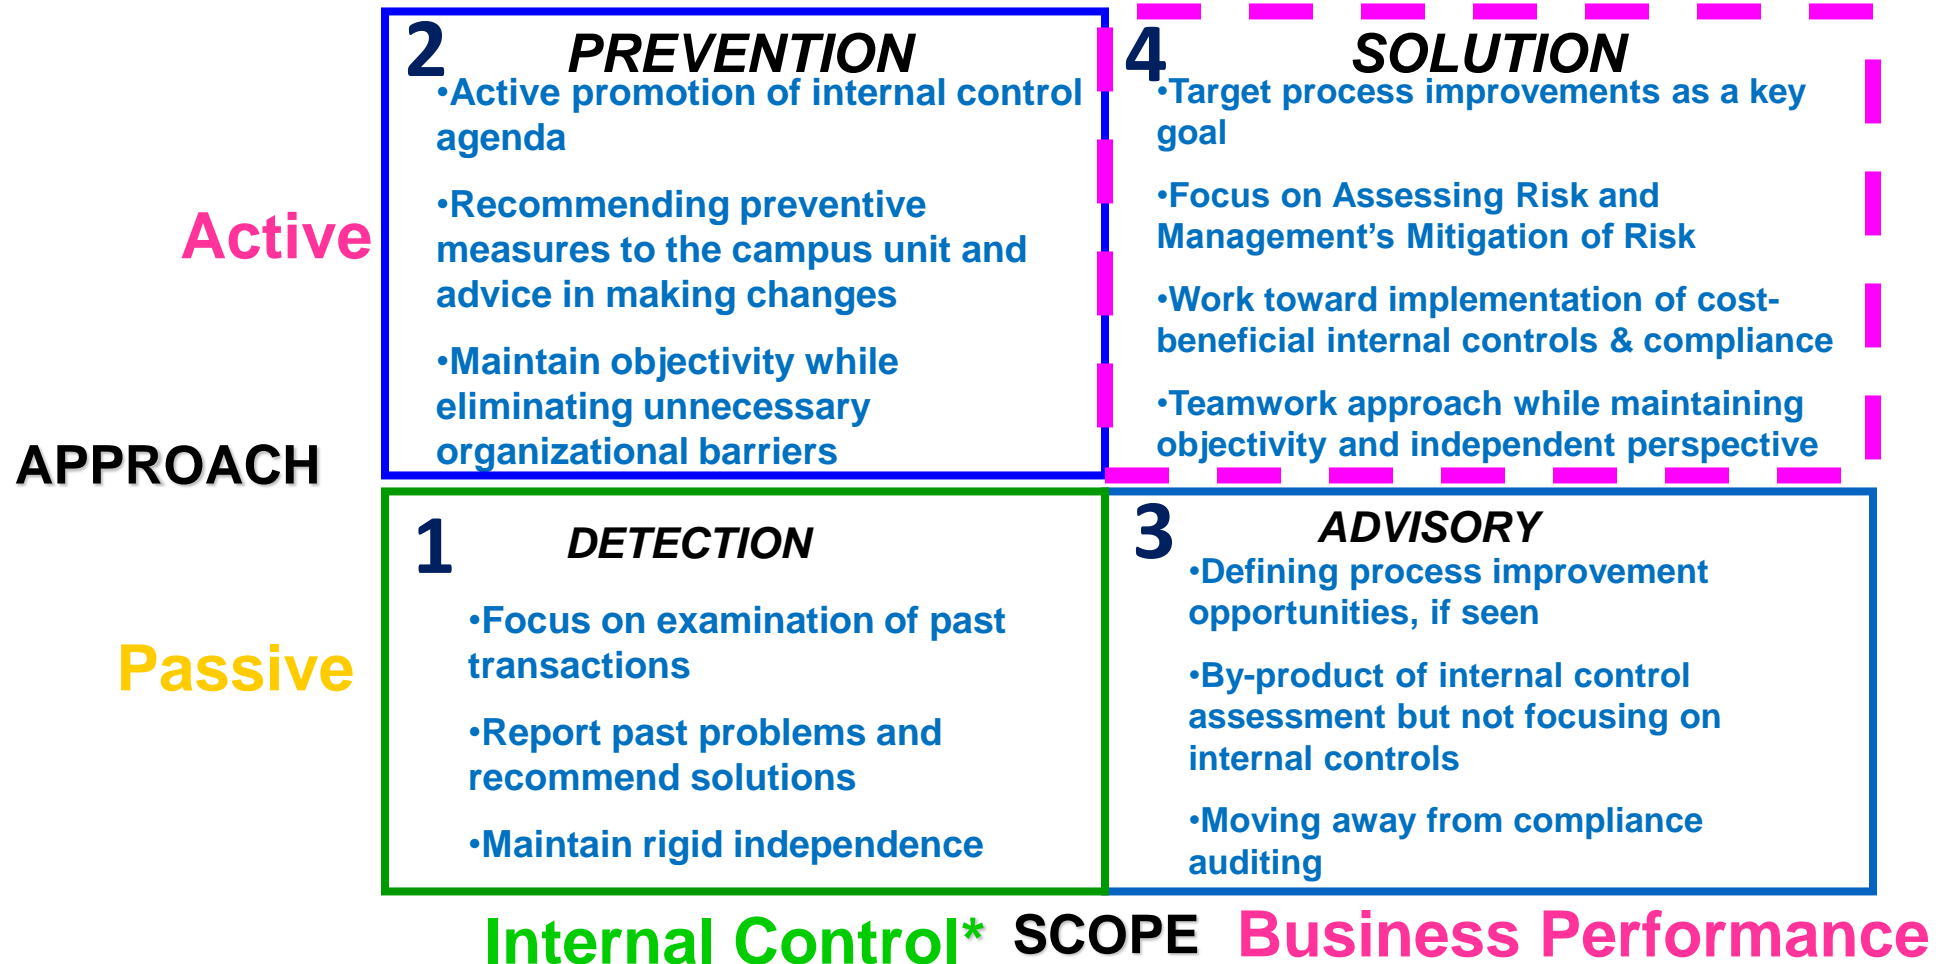 2
PREVENTION
•Active promotion of internal control
agenda
•Recommending preventive
measures to the campus unit and
advice in making changes
•Maintain objectivity while
eliminating unnecessary
organizational barriers
4
SOLUTION
•Target process improvements as a key
goal
•Focus on Assessing Risk and
Management’s Mitigation of Risk
•Work toward implementation of cost-
beneficial internal controls & compliance
•Teamwork approach while maintaining
objectivity and independent perspective
Active
APPROACH
Passive
1
DETECTION
•Focus on examination of past
transactions
•Report past problems and
recommend solutions
•Maintain rigid independence
3
ADVISORY
•Defining process improvement
opportunities, if seen
•By-product of internal control
assessment but not focusing on
internal controls
•Moving away from compliance
auditing
Internal Control*
SCOPE
Business Performance